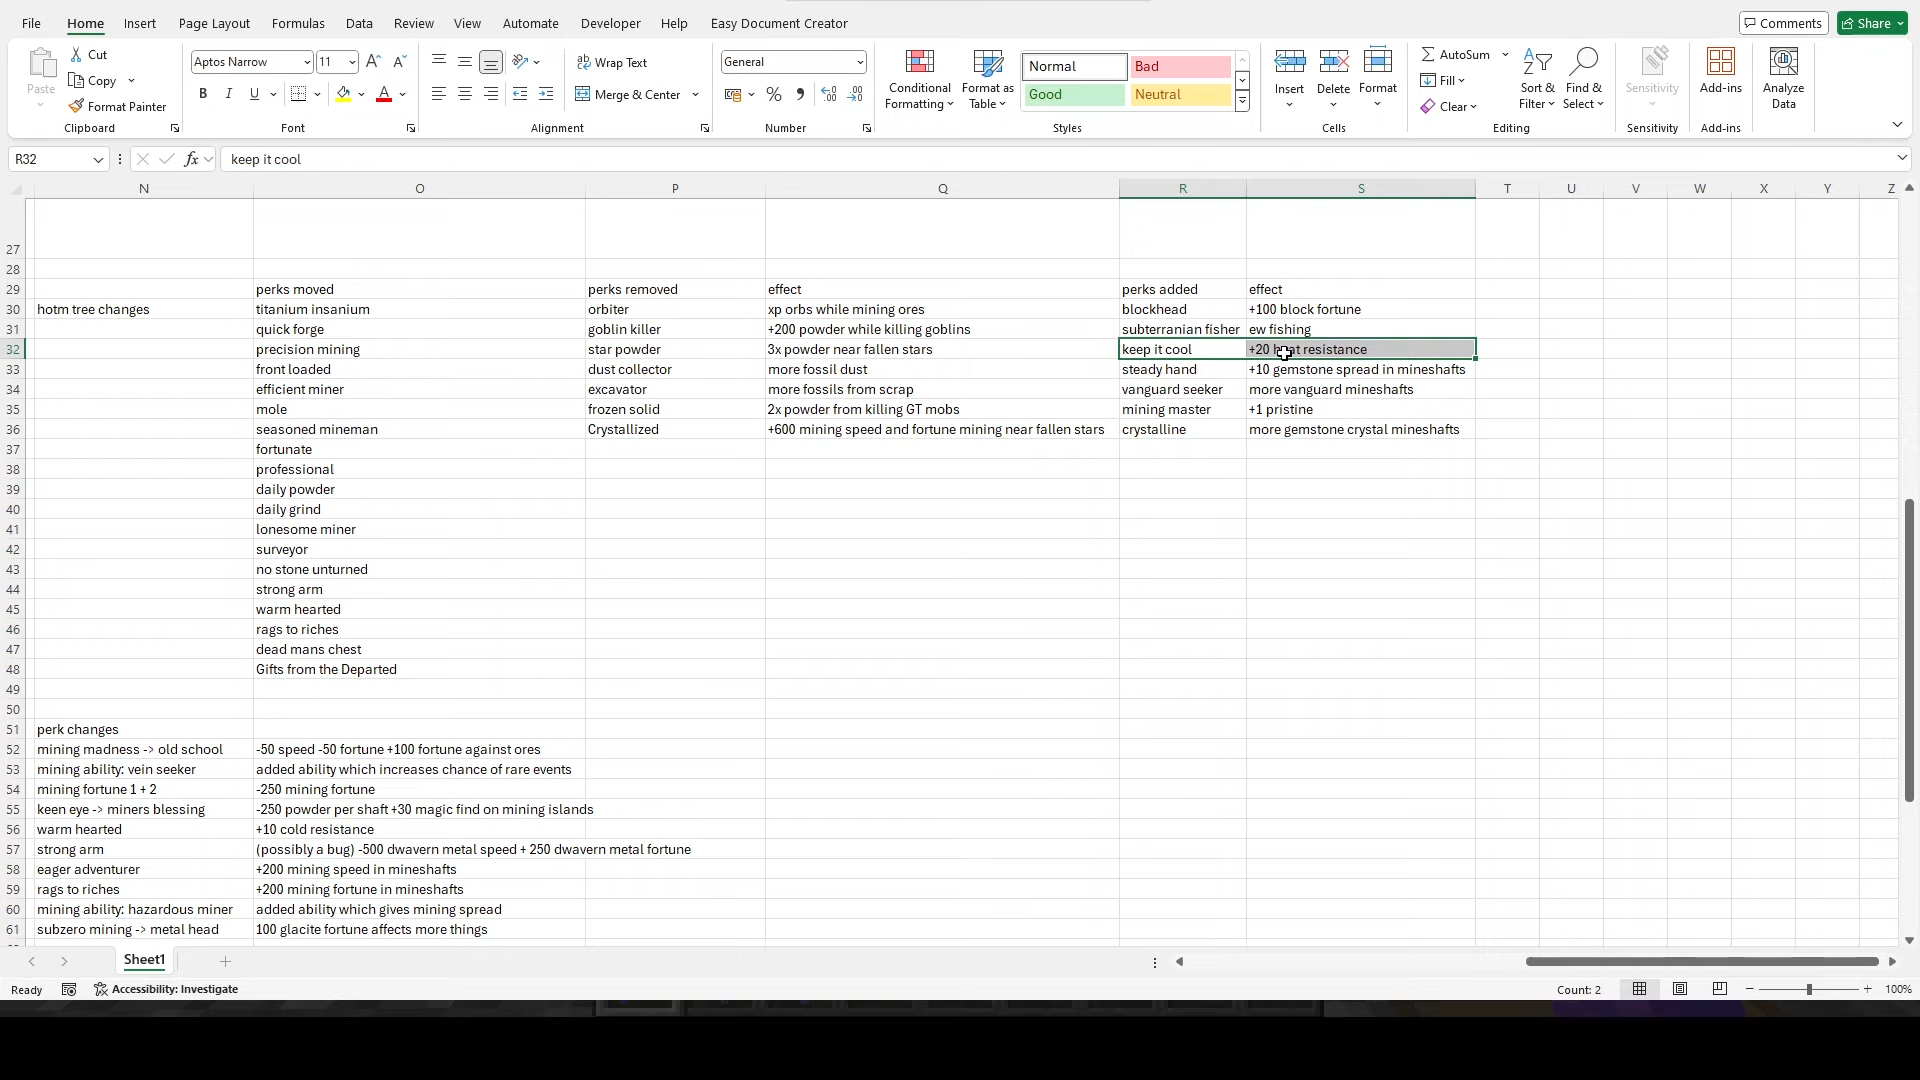 File Home Insert Page Layout Formulas Data Review View Automate Developer Help Easy Document Creator Comments Share
Paste Cut Copy Format Painter Clipboard
Aptos Narrow 11 A A B I U A Font
ab Wrap Text Merge & Center Alignment
General % , Number
Conditional Formatting Format as Table Normal Bad Good Neutral Styles
Insert Delete Format Cells
AutoSum Fill Clear Sort & Filter Find & Select Editing
Sensitivity Sensitivity
Add-ins Add-ins
Analyze Data
R32 fx keep it cool
N O P Q R S T U V W X Y Z
27
28
29 perks moved perks removed effect perks added effect
30 hotm tree changes titanium insanium orbiter xp orbs while mining ores blockhead +100 block fortune
31 quick forge goblin killer +200 powder while killing goblins subterranian fisher ew fishing
32 precision mining star powder 3x powder near fallen stars keep it cool +20 heat resistance
33 front loaded dust collector more fossil dust steady hand +10 gemstone spread in mineshafts
34 efficient miner excavator more fossils from scrap vanguard seeker more vanguard mineshafts
35 mole frozen solid 2x powder from killing GT mobs mining master +1 pristine
36 seasoned mineman Crystallized +600 mining speed and fortune mining near fallen stars crystalline more gemstone crystal mineshafts
37 fortunate
38 professional
39 daily powder
40 daily grind
41 lonesome miner
42 surveyor
43 no stone unturned
44 strong arm
45 warm hearted
46 rags to riches
47 dead mans chest
48 Gifts from the Departed
49
50
51 perk changes
52 mining madness -> old school -50 speed -50 fortune +100 fortune against ores
53 mining ability: vein seeker added ability which increases chance of rare events
54 mining fortune 1 + 2 -250 mining fortune
55 keen eye -> miners blessing -250 powder per shaft +30 magic find on mining islands
56 warm hearted +10 cold resistance
57 strong arm (possibly a bug) -500 dwavern metal speed + 250 dwavern metal fortune
58 eager adventurer +200 mining speed in mineshafts
59 rags to riches +200 mining fortune in mineshafts
60 mining ability: hazardous miner added ability which gives mining spread
61 subzero mining -> metal head 100 glacite fortune affects more things
Sheet1
Ready Accessibility: Investigate Count: 2 100%